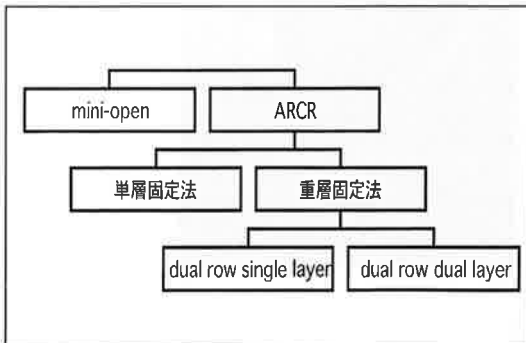 mini-open
ARCR
単層固定法
重層固定法
dual row single layer
dual row dual layer